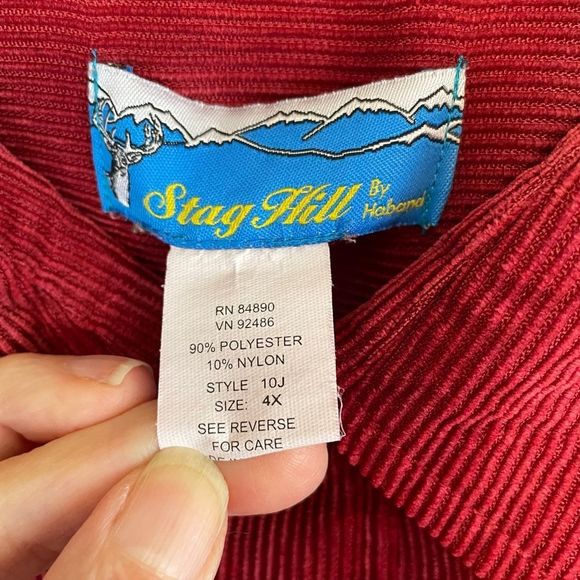 Stag Hill By
Haband
RN 84890
VN 92486
90% POLYESTER
10% NYLON
STYLE 10J
SIZE: 4X
SEE REVERSE
FOR CARE